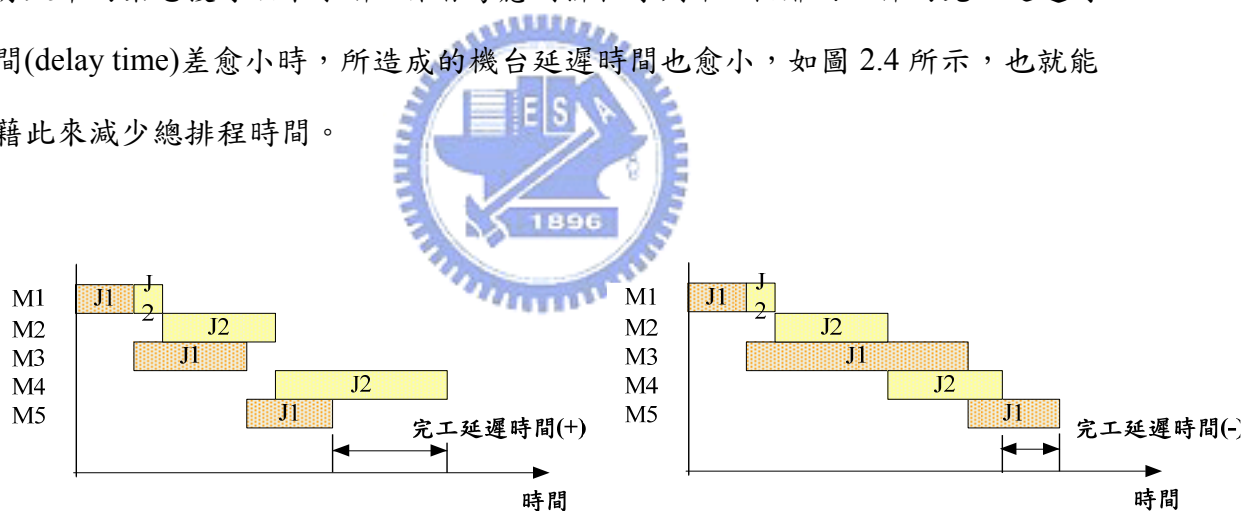 間(delay time)差愈小時，所造成的機台延遲時間也愈小，如圖 2.4 所示，也就能
藉此來減少總排程時間。
E S A
1896
M1 J1 J2
M2 J2
M3 J1
M4 J2
M5 J1
完工延遲時間(+)
時間
M1 J1 J2
M2 J2
M3 J1
M4 J2
M5 J1
完工延遲時間(-)
時間